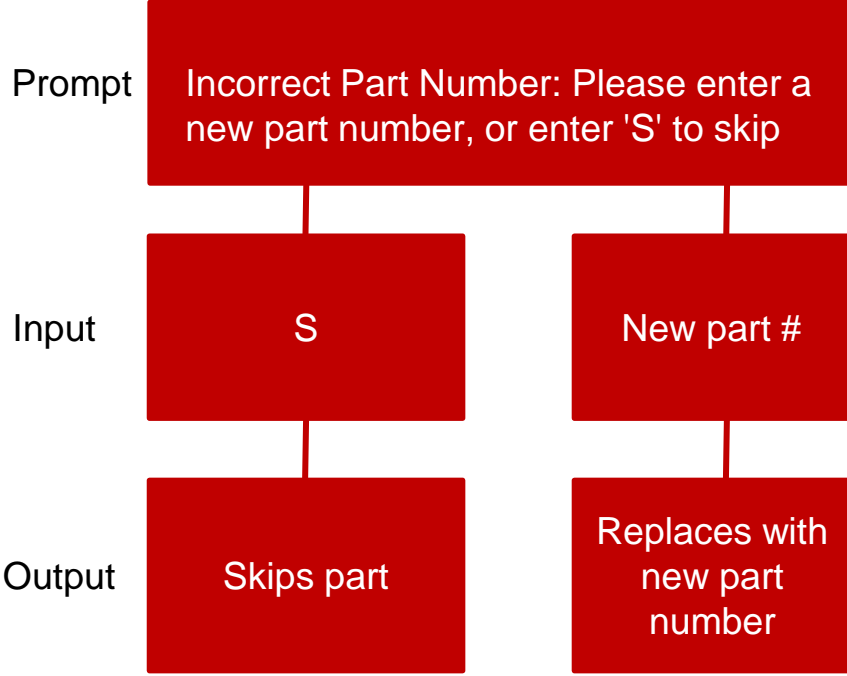 Prompt
Incorrect Part Number: Please enter a
new part number, or enter 'S' to skip
Input
S
New part #
Output
Skips part
Replaces with
new part
number